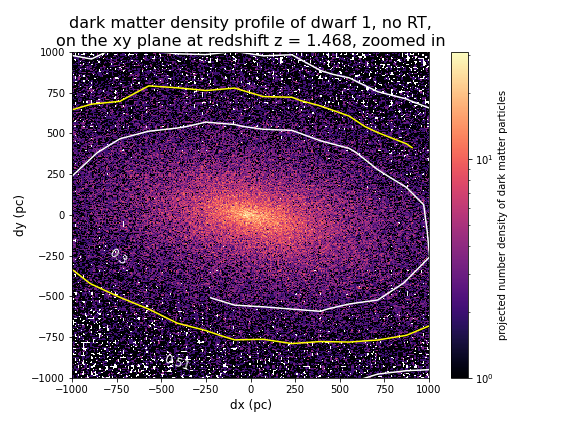 dark matter density profile of dwarf 1, no RT,
on the xy plane at redshift z = 1.468, zoomed in
1000
750
500
250
0
−250
−500
−750
−1000
dy (pc)
−1000 −750 −500 −250 0 250 500 750 1000
dx (pc)
0.3
10¹
10⁰
projected number density of dark matter particles